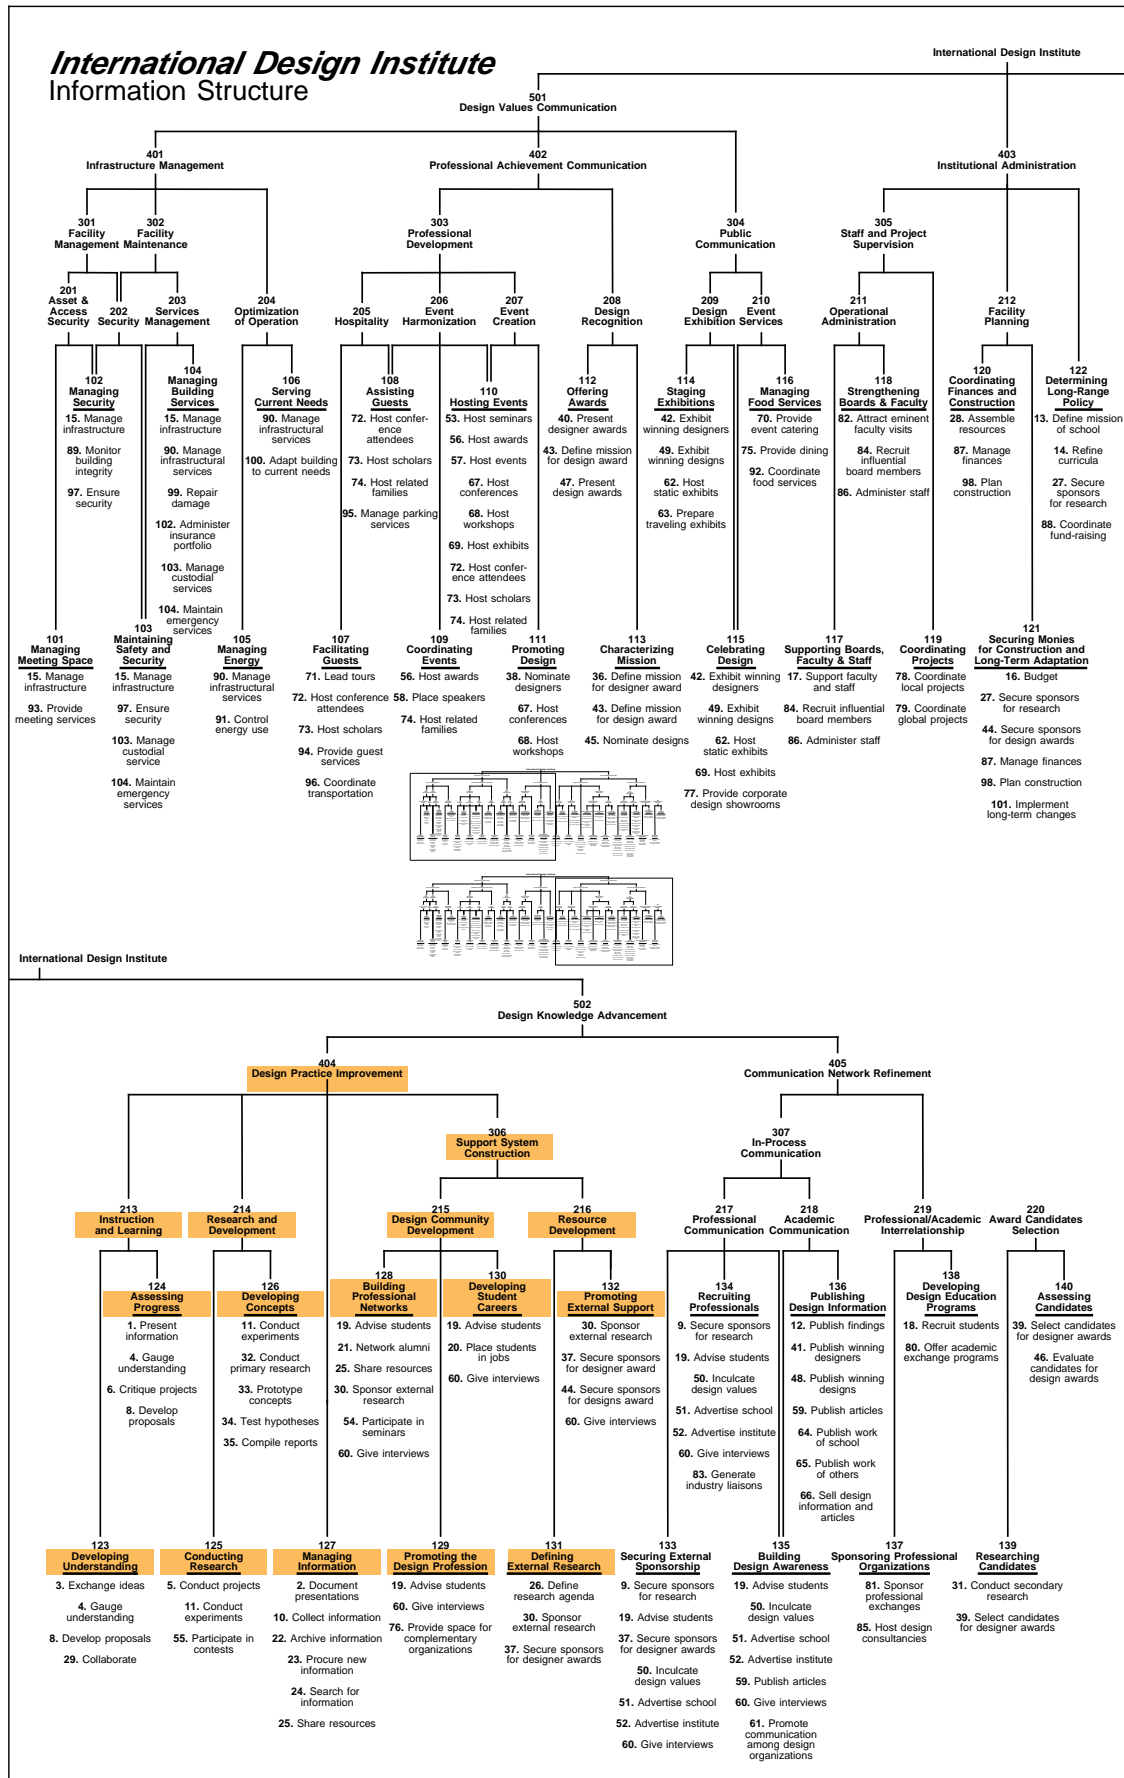 International Design Institute
Information Structure
International Design Institute
501
Design Values Communication
401
Infrastructure Management
402
Professional Achievement Communication
403
Institutional Administration
301
Facility
Management
302
Facility
Maintenance
303
Professional
Development
304
Public
Communication
305
Staff and Project
Supervision
201
Asset &
Access
Security
202 Security
203
Services
Management
204
Optimization
of Operation
205
Hospitality
206
Event
Harmonization
207
Event
Creation
208
Design
Recognition
209
Design
Exhibition
210
Event
Services
211
Operational
Administration
212
Facility
Planning
102
Managing
Security
15. Manage
infrastructure
89. Monitor
building
integrity
97. Ensure
security
104
Managing
Building
Services
15. Manage
infrastructure
90. Manage
infrastructural
services
99. Repair
damage
102. Administer
insurance
portfolio
103. Manage
custodial
services
104. Maintain
emergency
services
106
Serving
Current Needs
90. Manage
infrastructural
services
100. Adapt building
to current needs
108
Assisting
Guests
72. Host confer-
ence
attendees
73. Host scholars
74. Host related
families
95. Manage parking
services
110
Hosting Events
53. Host seminars
56. Host awards
57. Host events
67. Host
conferences
68. Host
workshops
69. Host exhibits
72. Host confer-
ence attendees
73. Host scholars
74. Host related
families
112
Offering
Awards
40. Present
designer awards
43. Define mission
for design award
47. Present
design awards
114
Staging
Exhibitions
42. Exhibit
winning designers
49. Exhibit
winning designs
62. Host
static exhibits
63. Prepare
traveling exhibits
116
Managing
Food Services
70. Provide
event catering
75. Provide dining
92. Coordinate
food services
118
Strengthening
Boards & Faculty
82. Attract eminent
faculty visits
84. Recruit
influential
board members
86. Administer staff
120
Coordinating
Finances and
Construction
28. Assemble
resources
87. Manage
finances
98. Plan
construction
122
Determining
Long-Range
Policy
13. Define mission
of school
14. Refine
curricula
27. Secure
sponsors
for research
88. Coordinate
fund-raising
101
Managing
Meeting Space
15. Manage
infrastructure
93. Provide
meeting services
103
Maintaining
Safety and
Security
15. Manage
infrastructure
97. Ensure
security
103. Manage
custodial
service
104. Maintain
emergency
services
105
Managing
Energy
90. Manage
infrastructural
services
91. Control
energy use
107
Facilitating
Guests
71. Lead tours
72. Host conference
attendees
73. Host scholars
94. Provide guest
services
96. Coordinate
transportation
109
Coordinating
Events
56. Host awards
58. Place speakers
74. Host related
families
111
Promoting
Design
38. Nominate
designers
67. Host
conferences
68. Host
workshops
113
Characterizing
Mission
36. Define mission
for designer award
43. Define mission
for design award
45. Nominate designs
115
Celebrating
Design
42. Exhibit winning
designers
49. Exhibit
winning designs
62. Host
static exhibits
69. Host exhibits
77. Provide corporate
design showrooms
117
Supporting Boards,
Faculty & Staff
17. Support faculty
and staff
84. Recruit influential
board members
86. Administer staff
119
Coordinating
Projects
78. Coordinate
local projects
79. Coordinate
global projects
121
Securing Monies
for Construction and
Long-Term Adaptation
16. Budget
27. Secure sponsors
for research
44. Secure sponsors
for design awards
87. Manage finances
98. Plan construction
101. Implerment
long-term changes
International Design Institute
502
Design Knowledge Advancement
404
Design Practice Improvement
405
Communication Network Refinement
306
Support System
Construction
307
In-Process
Communication
213
Instruction
and Learning
214
Research and
Development
215
Design Community
Development
216
Resource
Development
217
Professional
Communication
218
Academic
Communication
219
Professional/Academic
Interrelationship
220
Award Candidates
Selection
124
Assessing
Progress
1. Present
information
4. Gauge
understanding
6. Critique projects
8. Develop
proposals
126
Developing
Concepts
11. Conduct
experiments
32. Conduct
primary research
33. Prototype
concepts
34. Test hypotheses
35. Compile reports
128
Building
Professional
Networks
19. Advise students
21. Network alumni
25. Share resources
30. Sponsor external
research
54. Participate in
seminars
60. Give interviews
130
Developing
Student
Careers
19. Advise students
20. Place students
in jobs
60. Give interviews
132
Promoting
External Support
30. Sponsor
external research
37. Secure sponsors
for designer award
44. Secure sponsors
for designs award
60. Give interviews
134
Recruiting
Professionals
9. Secure sponsors
for research
19. Advise students
50. Inculcate
design values
51. Advertise school
52. Advertise institute
60. Give interviews
83. Generate
industry liaisons
136
Publishing
Design Information
12. Publish findings
41. Publish winning
designers
48. Publish winning
designs
59. Publish articles
64. Publish work
of school
65. Publish work
of others
66. Sell design
information and
articles
138
Developing
Design Education
Programs
18. Recruit students
80. Offer academic
exchange programs
140
Assessing
Candidates
39. Select candidates
for designer awards
46. Evaluate
candidates for
design awards
123
Developing
Understanding
3. Exchange ideas
4. Gauge
understanding
8. Develop proposals
29. Collaborate
125
Conducting
Research
5. Conduct projects
11. Conduct
experiments
55. Participate in
contests
127
Managing
Information
2. Document
presentations
10. Collect information
22. Archive information
23. Procure new
information
24. Search for
information
25. Share resources
129
Promoting the
Design Profession
19. Advise students
60. Give interviews
76. Provide space for
complementary
organizations
131
Defining
External Research
26. Define
research agenda
30. Sponsor
external research
37. Secure sponsors
for designer awards
133
Securing External
Sponsorship
9. Secure sponsors
for research
19. Advise students
37. Secure sponsors
for designer awards
50. Inculcate
design values
51. Advertise school
52. Advertise institute
60. Give interviews
135
Building
Design Awareness
19. Advise students
50. Inculcate
design values
51. Advertise school
52. Advertise institute
59. Publish articles
60. Give interviews
61. Promote
communication
among design
organizations
137
Sponsoring Professional
Organizations
81. Sponsor
professional
exchanges
85. Host design
consultancies
139
Researching
Candidates
31. Conduct secondary
research
39. Select candidates
for designer awards